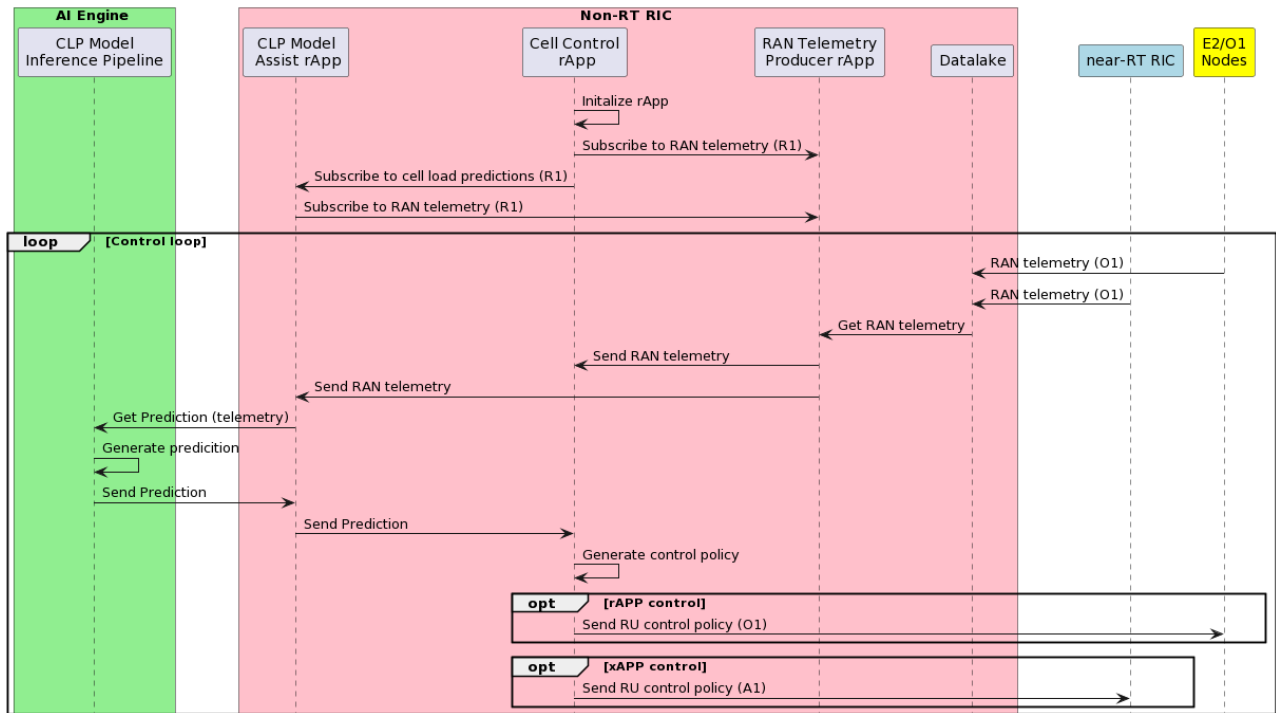 AI Engine
Non-RT RIC
CLP Model
Inference Pipeline
CLP Model
Assist rApp
Cell Control
rApp
RAN Telemetry
Producer rApp
Datalake
near-RT RIC
E2/O1
Nodes
Initalize rApp
Subscribe to RAN telemetry (R1)
Subscribe to cell load predictions (R1)
Subscribe to RAN telemetry (R1)
loop
[Control loop]
RAN telemetry (O1)
RAN telemetry (O1)
Get RAN telemetry
Send RAN telemetry
Send RAN telemetry
Get Prediction (telemetry)
Generate predicition
Send Prediction
Send Prediction
Generate control policy
opt
[rAPP control]
Send RU control policy (O1)
opt
[xAPP control]
Send RU control policy (A1)